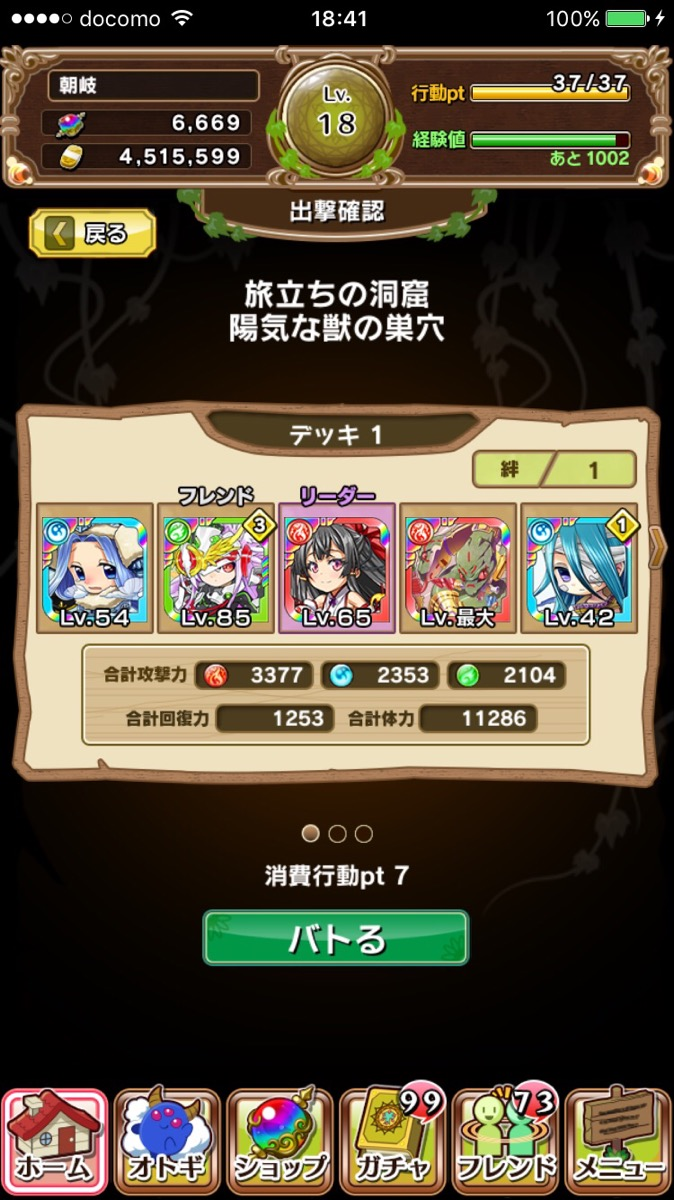 docomo 18:41 100%
朝岐
6,669
4,515,599
Lv.
18
行動pt 37/37
経験値
あと1002
戻る
出撃確認
旅立ちの洞窟
陽気な獣の巣穴
デッキ 1
絆 / 1
フレンド リーダー
3 1
Lv.54 Lv.85 Lv.65 Lv.最大 Lv.42
合計攻撃力 3377 2353 2104
合計回復力 1253 合計体力 11286
消費行動pt 7
バトる
99 73
ホーム オトギ ショップ ガチャ フレンド メニュー